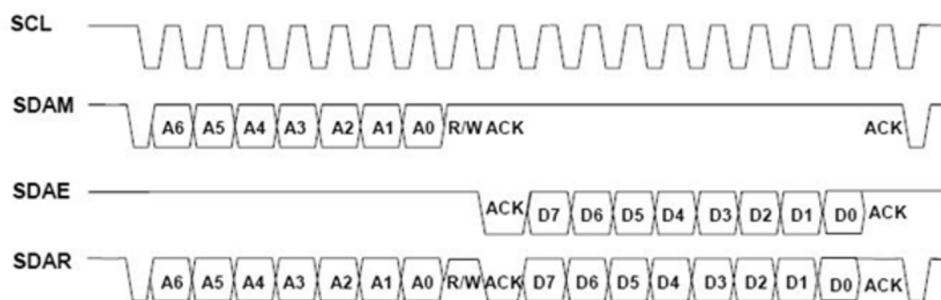 SCL
SDAM A6 A5 A4 A3 A2 A1 A0 R/W ACK ACK
SDAE ACK D7 D6 D5 D4 D3 D2 D1 D0 ACK
SDAR A6 A5 A4 A3 A2 A1 A0 R/W ACK D7 D6 D5 D4 D3 D2 D1 D0 ACK